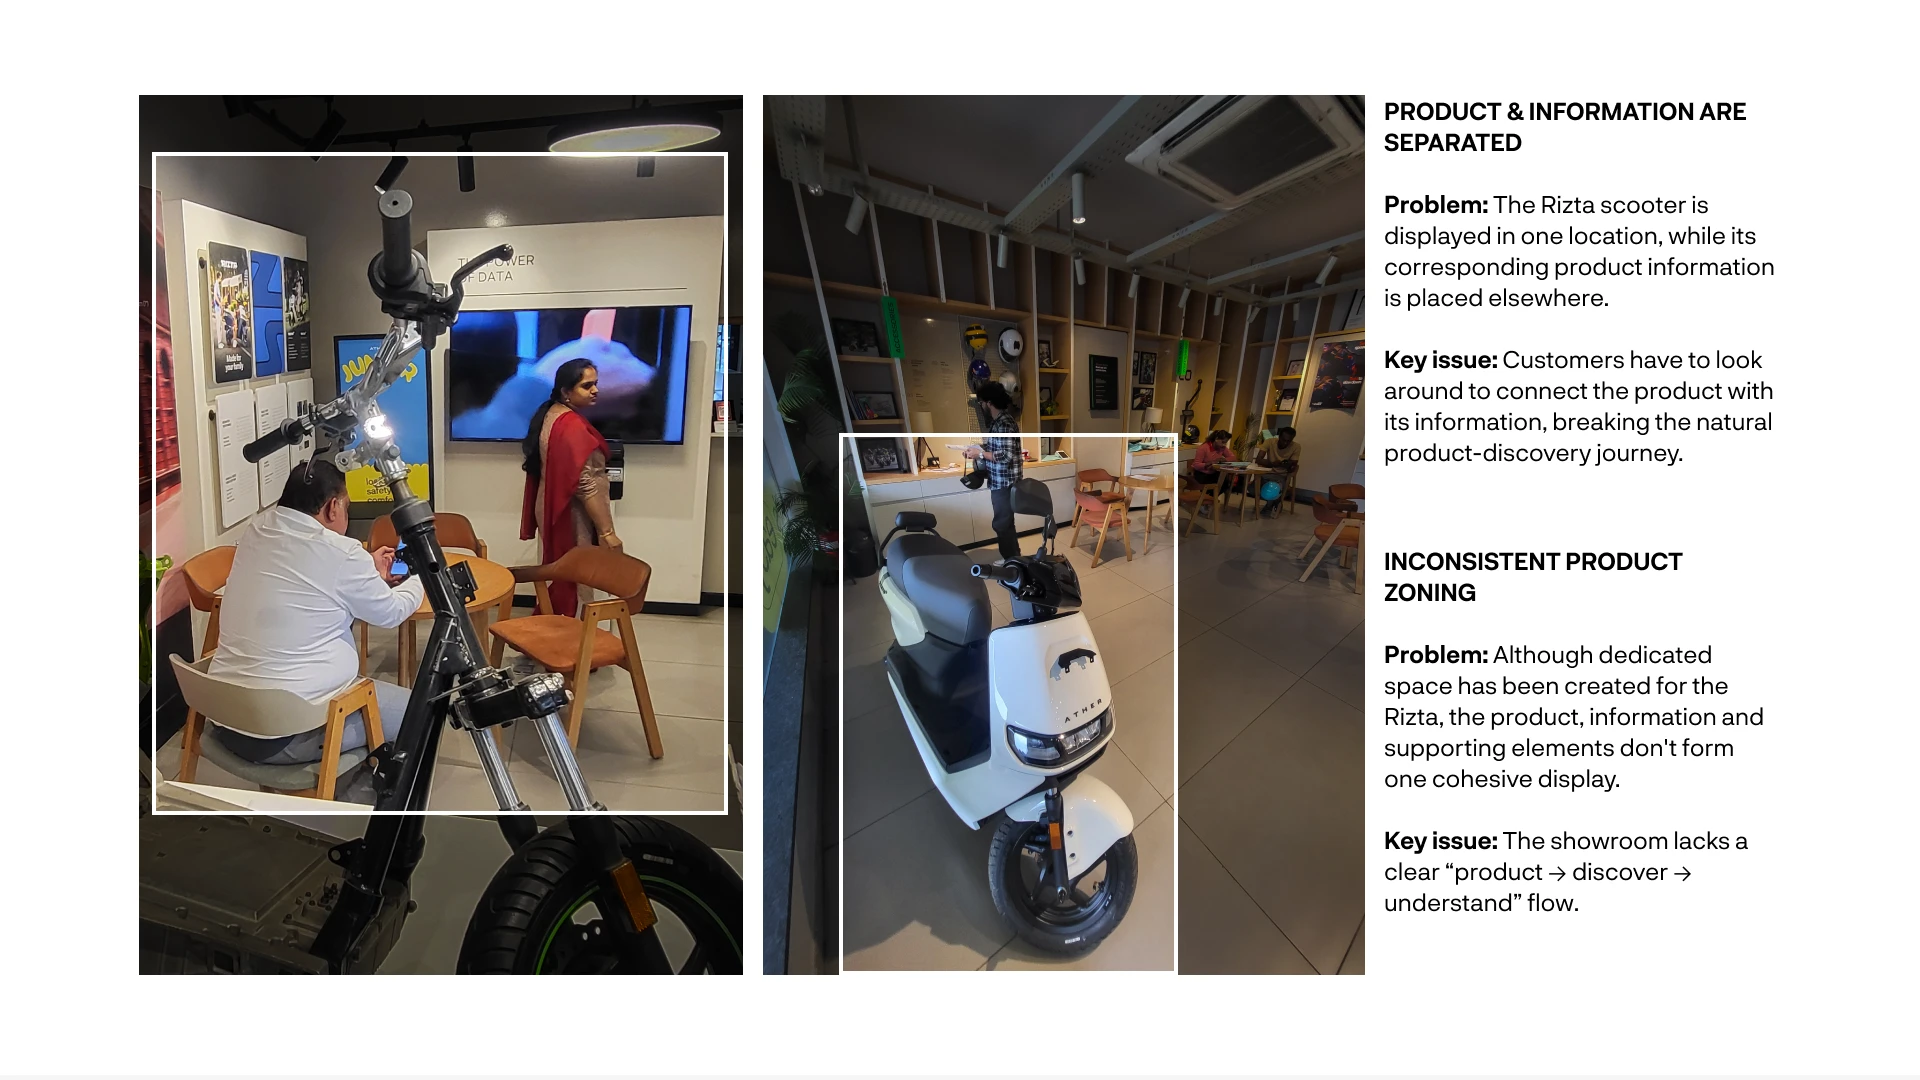 THE POWER
OF DATA
Made for
your family
ATHER
PRODUCT & INFORMATION ARE
SEPARATED
Problem: The Rizta scooter is
displayed in one location, while its
corresponding product information
is placed elsewhere.
Key issue: Customers have to look
around to connect the product with
its information, breaking the natural
product-discovery journey.
INCONSISTENT PRODUCT
ZONING
Problem: Although dedicated
space has been created for the
Rizta, the product, information and
supporting elements don't form
one cohesive display.
Key issue: The showroom lacks a
clear “product → discover →
understand” flow.